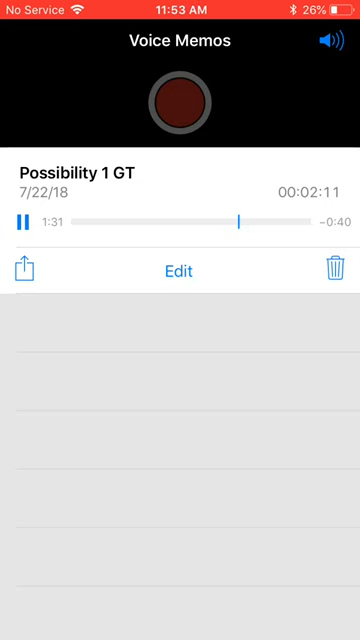 No Service 11:53 AM 26%
Voice Memos
Possibility 1 GT
7/22/18 00:02:11
1:31 −0:40
Edit